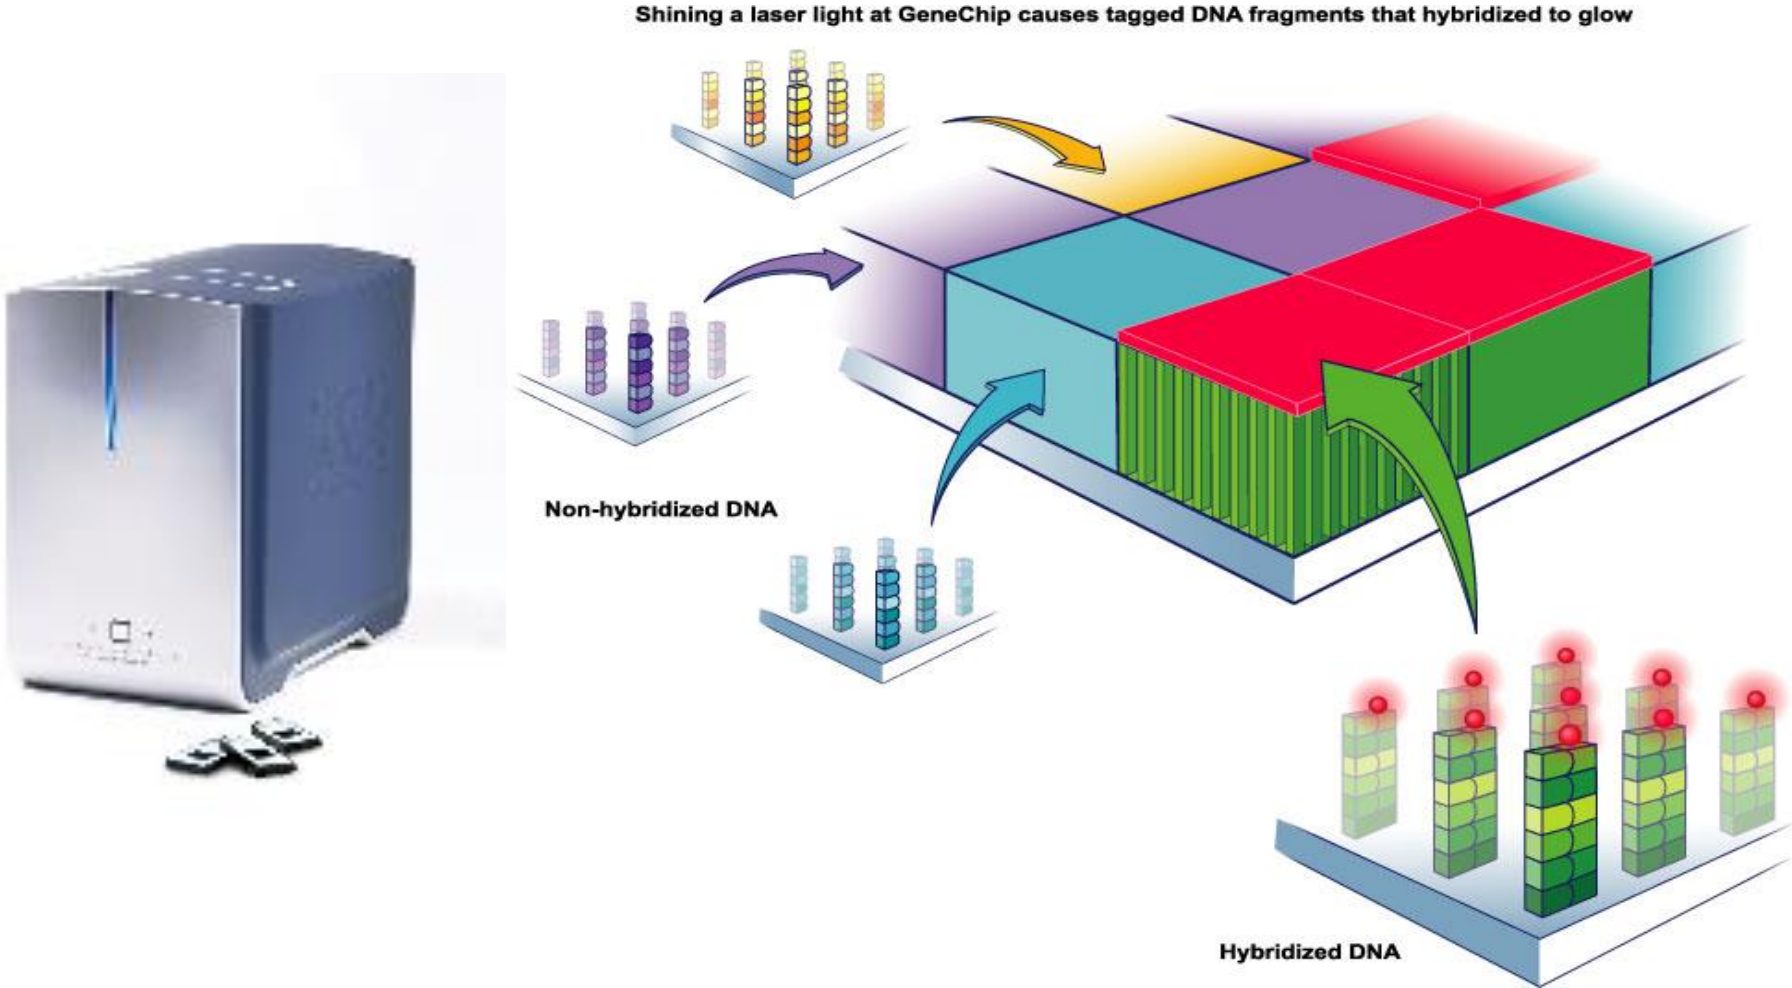 Shining a laser light at GeneChip causes tagged DNA fragments that hybridized to glow
Non-hybridized DNA
Hybridized DNA